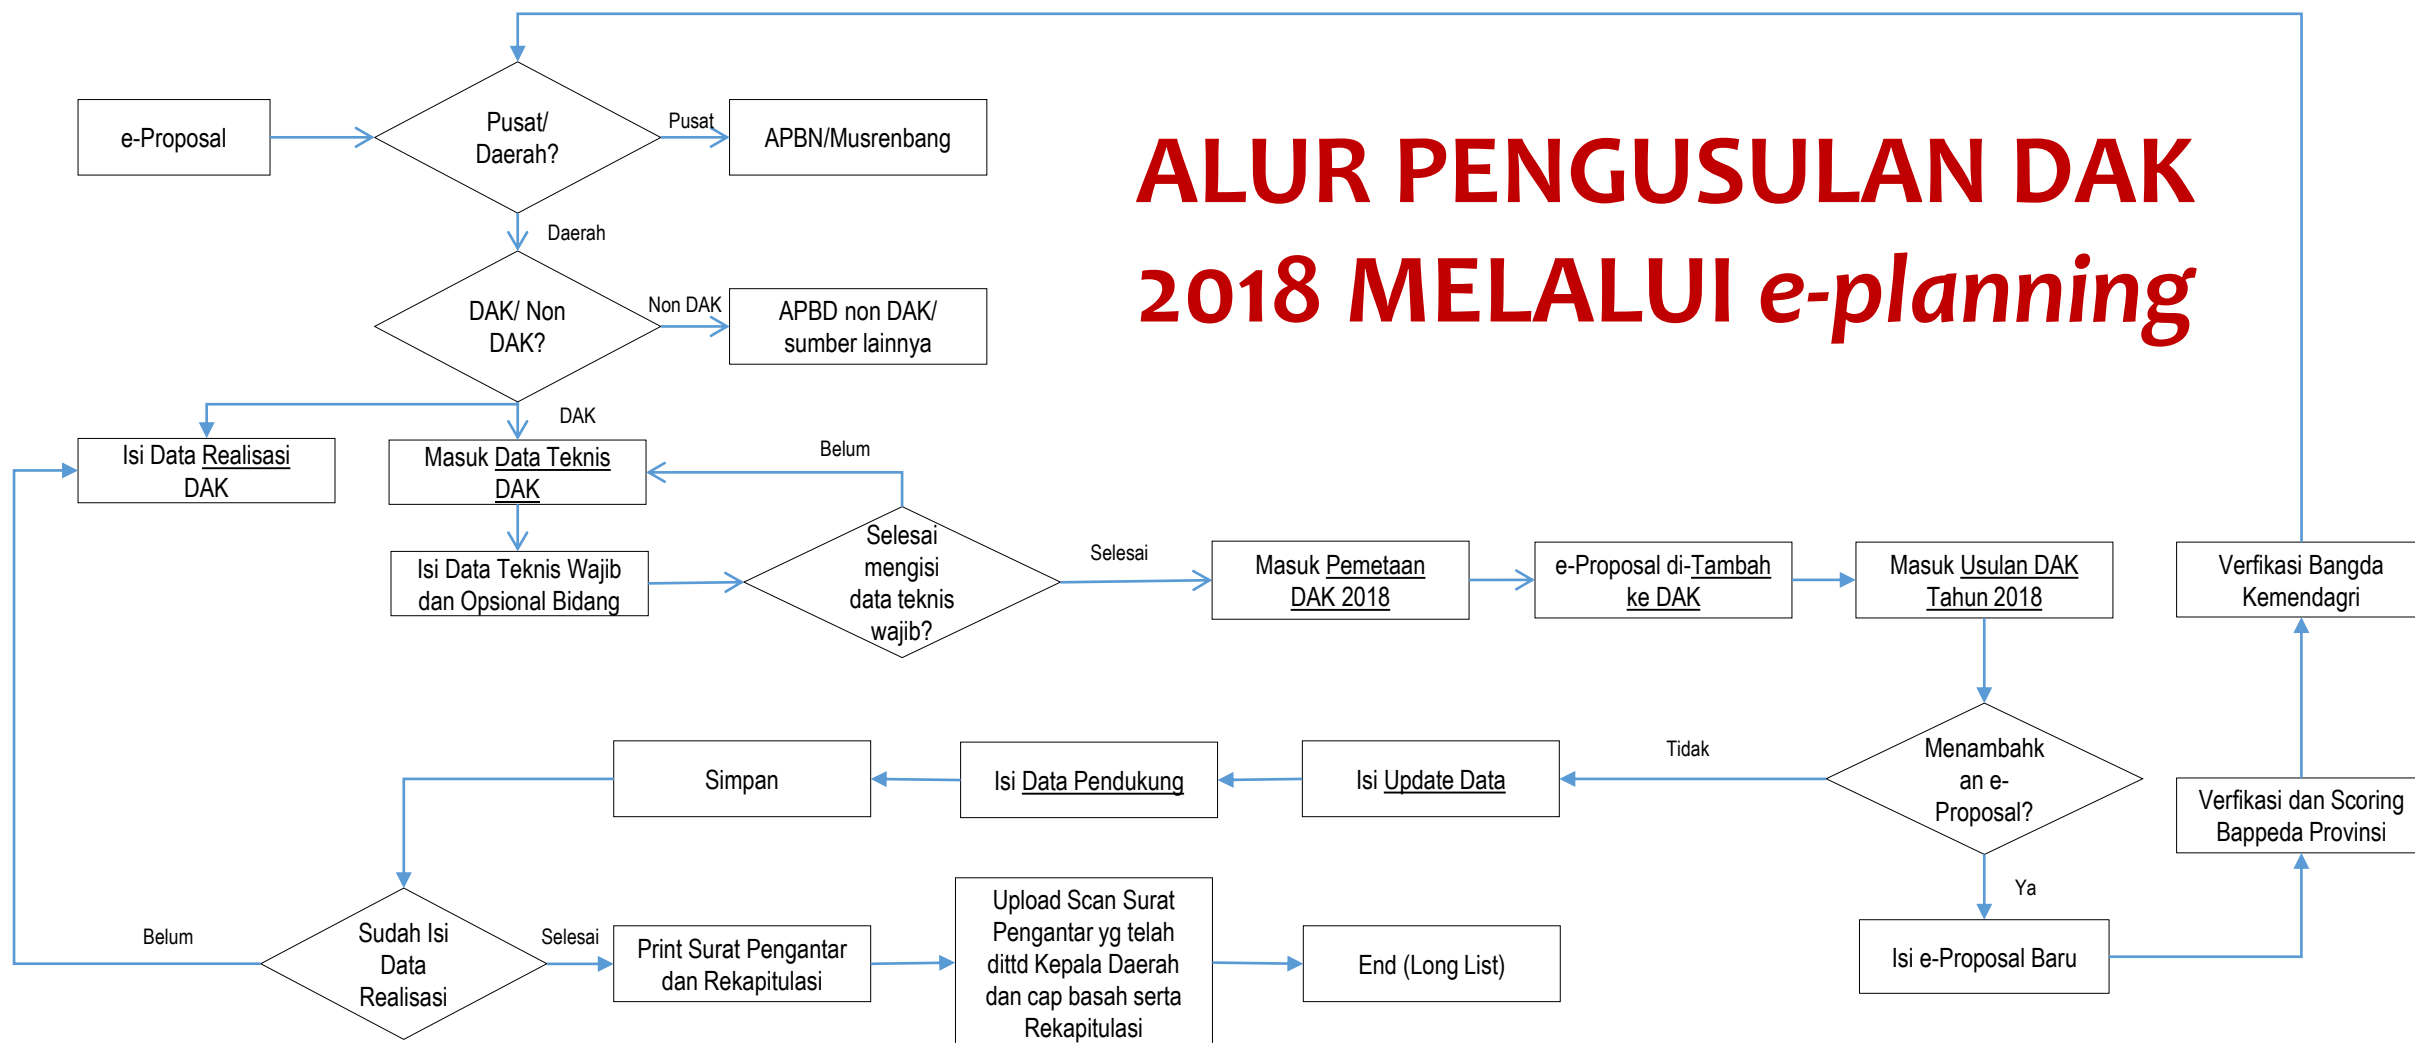 ALUR PENGUSULAN DAK
2018 MELALUI e-planning
e-Proposal
Pusat/
Daerah?
Pusat
APBN/Musrenbang
Daerah
DAK/ Non
DAK?
Non DAK
APBD non DAK/
sumber lainnya
DAK
Isi Data Realisasi
DAK
Masuk Data Teknis
DAK
Belum
Isi Data Teknis Wajib
dan Opsional Bidang
Selesai
mengisi
data teknis
wajib?
Selesai
Masuk Pemetaan
DAK 2018
e-Proposal di-Tambah
ke DAK
Masuk Usulan DAK
Tahun 2018
Verfikasi Bangda
Kemendagri
Simpan
Isi Data Pendukung
Isi Update Data
Tidak
Menambahk
an e-
Proposal?
Verfikasi dan Scoring
Bappeda Provinsi
Ya
Belum
Sudah Isi
Data
Realisasi
Selesai
Print Surat Pengantar
dan Rekapitulasi
Upload Scan Surat
Pengantar yg telah
dittd Kepala Daerah
dan cap basah serta
Rekapitulasi
End (Long List)
Isi e-Proposal Baru